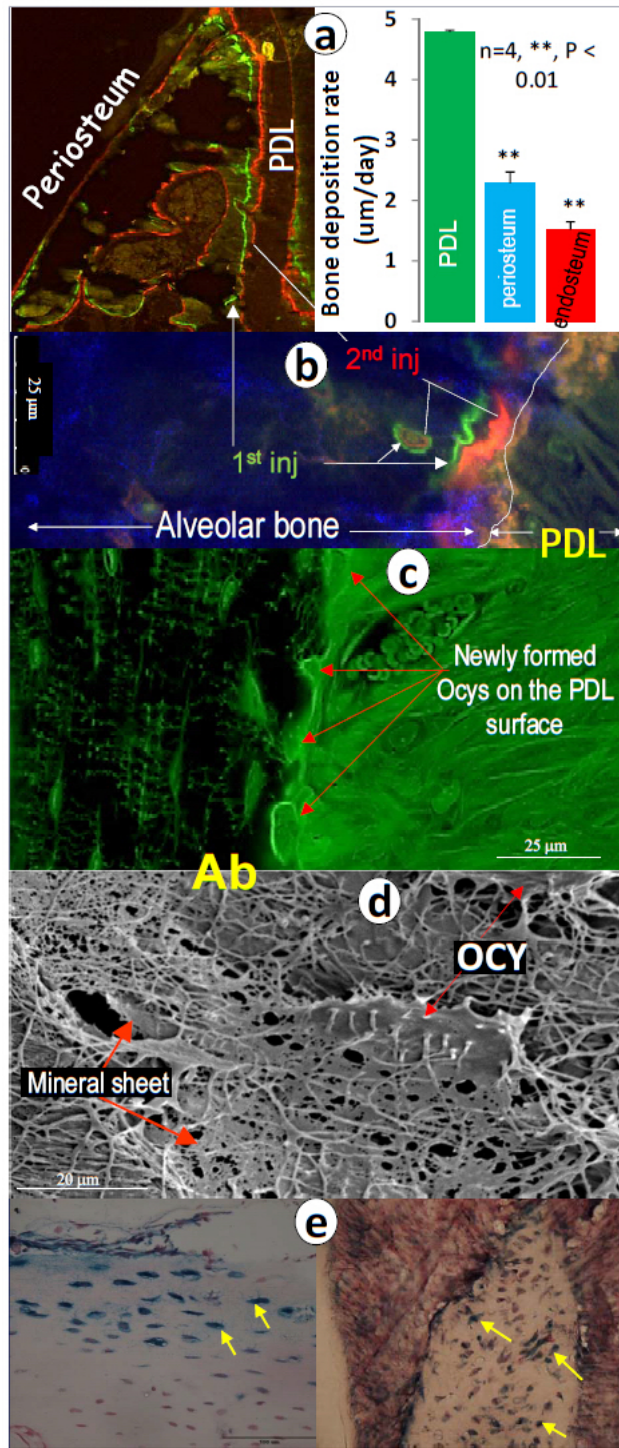 a
Periosteum
PDL
Bone deposition rate
(um/day)
5
4
3
2
1
0
n=4, **, P <
0.01
**
**
PDL
periosteum
endosteum
b
25 µm
0
2nd inj
1st inj
Alveolar bone
PDL
c
Newly formed
Ocys on the PDL
surface
25 µm
Ab
d
OCY
Mineral sheet
20 µm
e